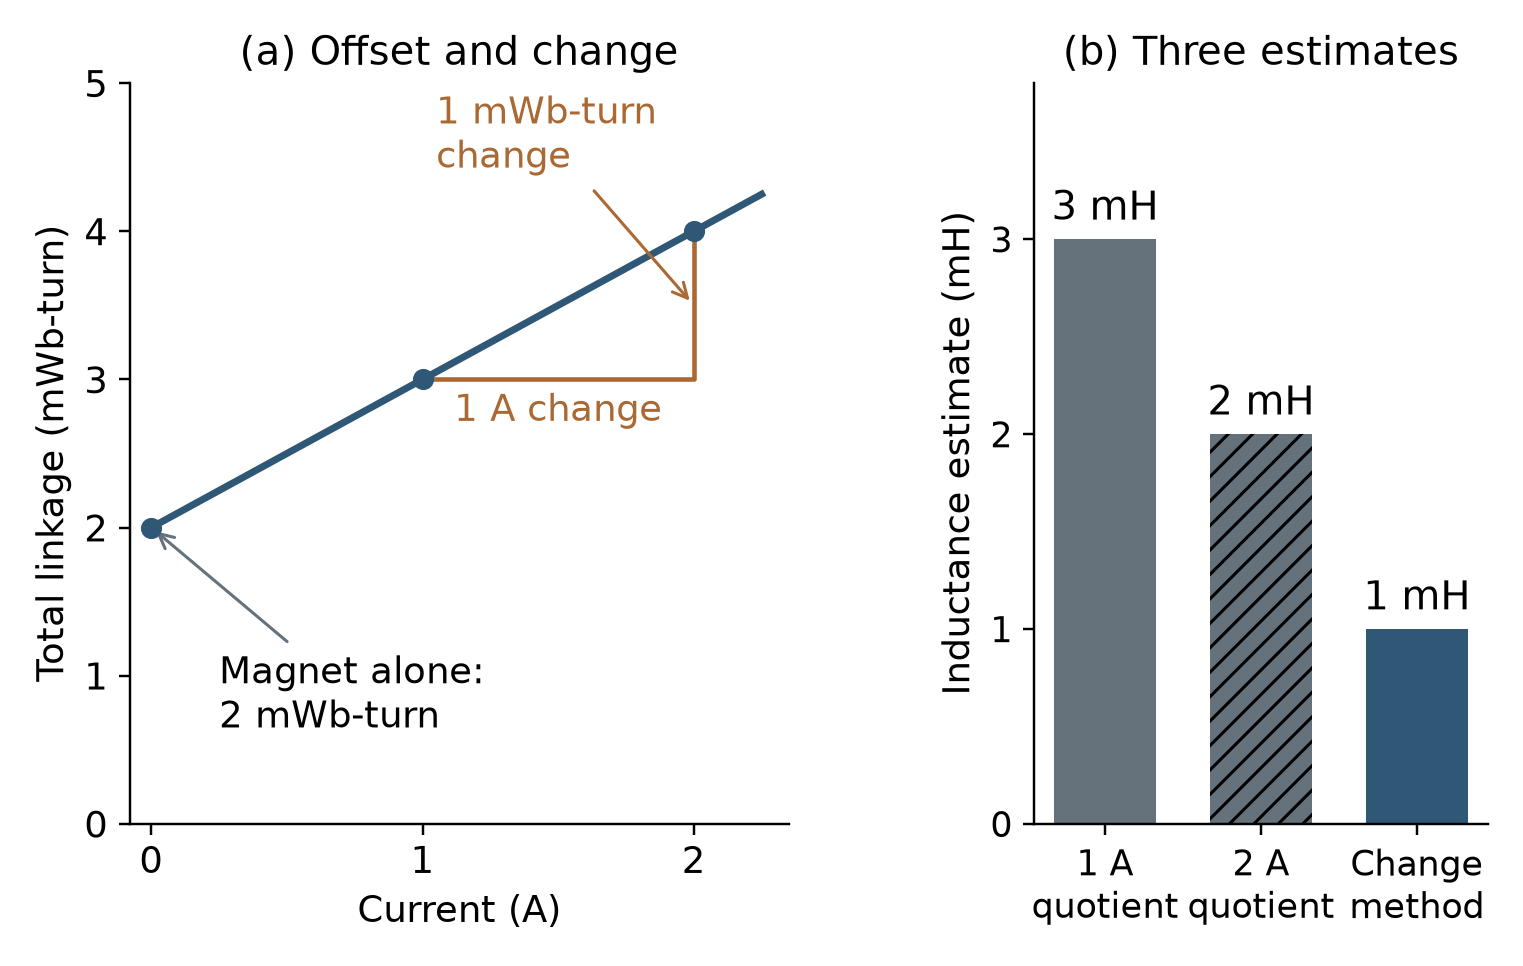 (a) Offset and change
5
4
3
2
1
0
Total linkage (mWb-turn)
1 mWb-turn
change
1 A change
Magnet alone:
2 mWb-turn
0
1
2
Current (A)
(b) Three estimates
3
2
1
0
Inductance estimate (mH)
3 mH
2 mH
1 mH
1 A
quotient
2 A
quotient
Change
method